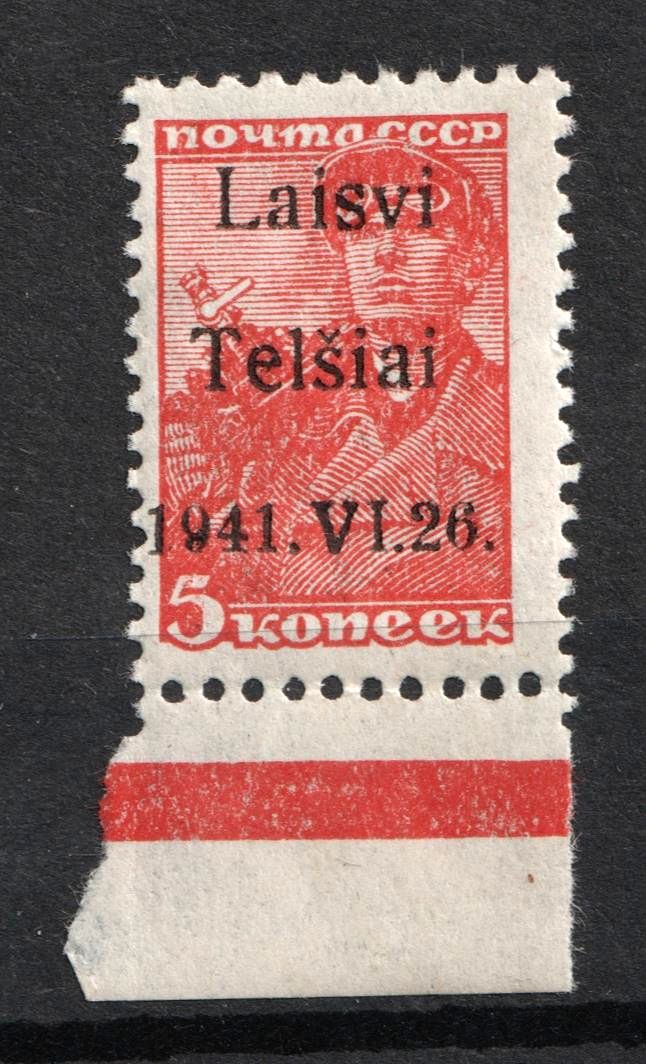 почта СССР
Laisvi
Telšiai
1941.VI.26.
5 копеек